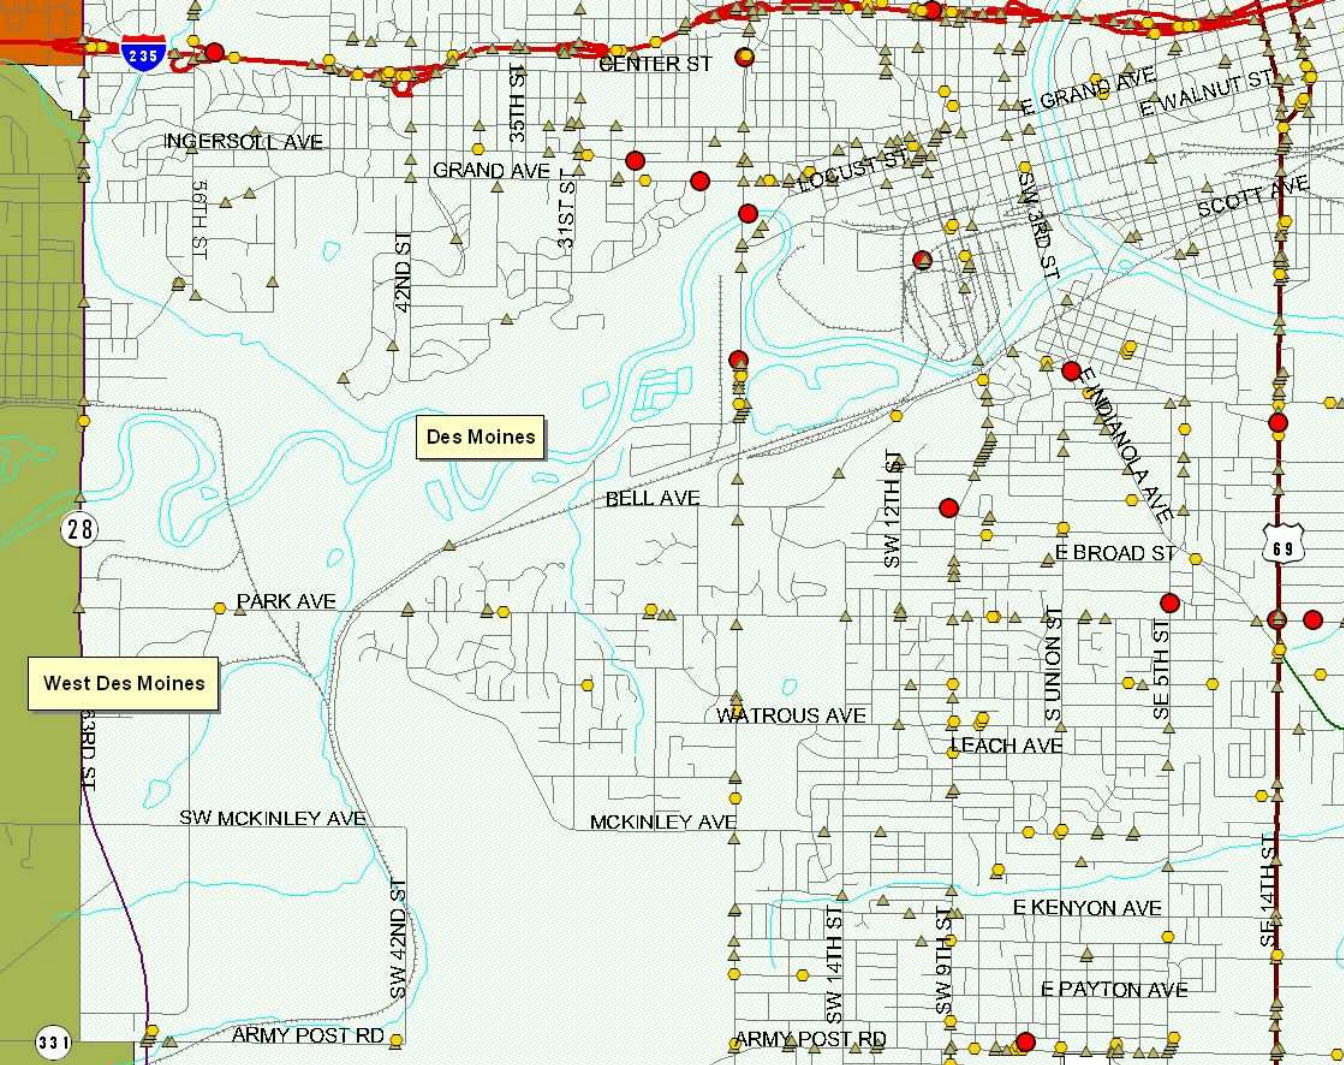 235
CENTER ST
E GRAND AVE
E WALNUT ST
35TH ST
INGERSOLL AVE
GRAND AVE
LOCUST ST
56TH ST
31ST ST
SW 3RD ST
SCOTT AVE
42ND ST
E INDIANOLA AVE
Des Moines
BELL AVE
SW 12TH ST
28
69
E BROAD ST
PARK AVE
S UNION ST
SE 5TH ST
West Des Moines
63RD ST
WATROUS AVE
LEACH AVE
SW MCKINLEY AVE
MCKINLEY AVE
SW 42ND ST
SE 14TH ST
SW 14TH ST
SW 9TH ST
E KENYON AVE
E PAYTON AVE
331
ARMY POST RD
ARMY POST RD